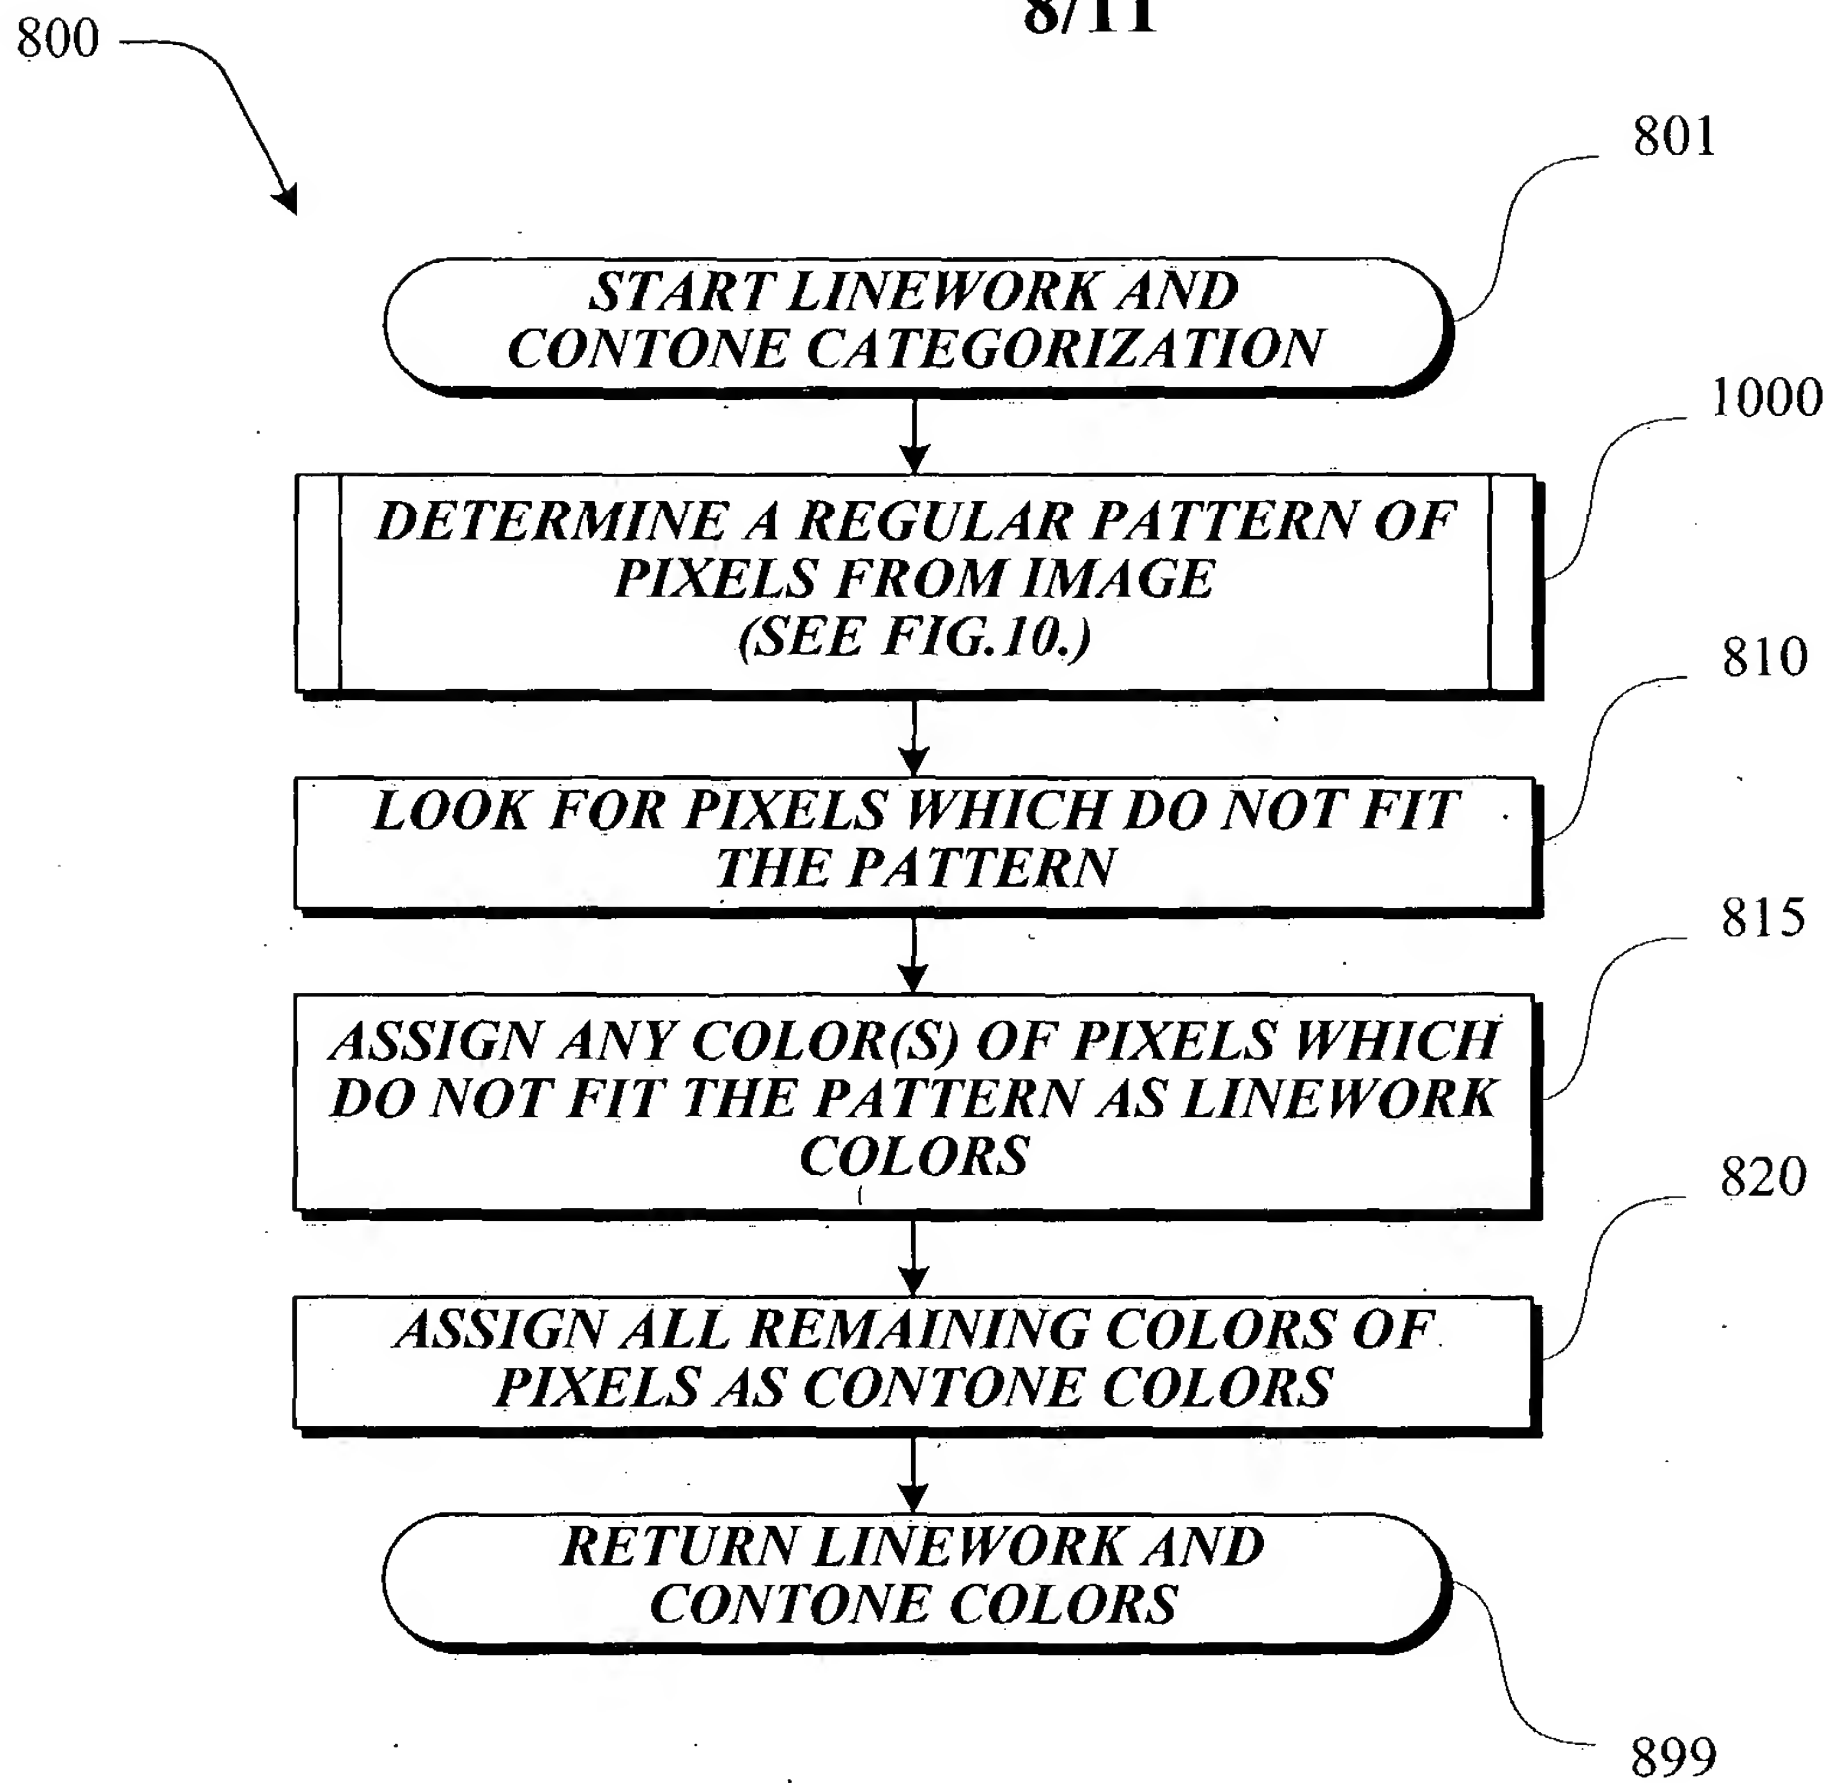 8/11
800
801
START LINEWORK AND
CONTONE CATEGORIZATION
1000
DETERMINE A REGULAR PATTERN OF
PIXELS FROM IMAGE
(SEE FIG.10.)
810
LOOK FOR PIXELS WHICH DO NOT FIT
THE PATTERN
815
ASSIGN ANY COLOR(S) OF PIXELS WHICH
DO NOT FIT THE PATTERN AS LINEWORK
COLORS
820
ASSIGN ALL REMAINING COLORS OF
PIXELS AS CONTONE COLORS
RETURN LINEWORK AND
CONTONE COLORS
899